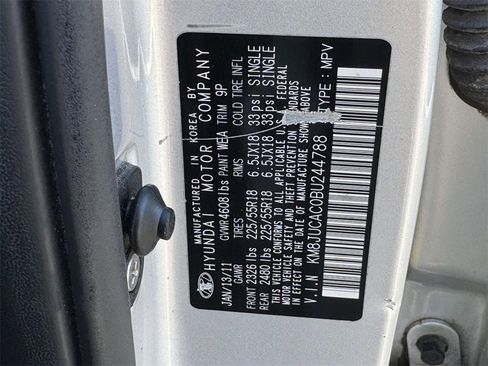 MANUFACTURED IN KOREA BY
HYUNDAI MOTOR COMPANY
JAN/13/11 GVWR4608lbs PAINT WEA TRIM 9P
GAWR RIMS COLD TIRE INFL
FRONT 2326 lbs 225/55R18 6.5JX18 33psi SINGLE
REAR 2480 lbs 225/55R18 6.5JX18 33psi SINGLE
THIS VEHICLE CONFORMS TO ALL APPLICABLE U.S. FEDERAL
MOTOR VEHICLE SAFETY AND THEFT PREVENTION STANDARDS
IN EFFECT ON THE DATE OF MANUFACTURE SHOWN ABOVE
V.I.N KM8JUCAC0BU244788 TYPE : MPV